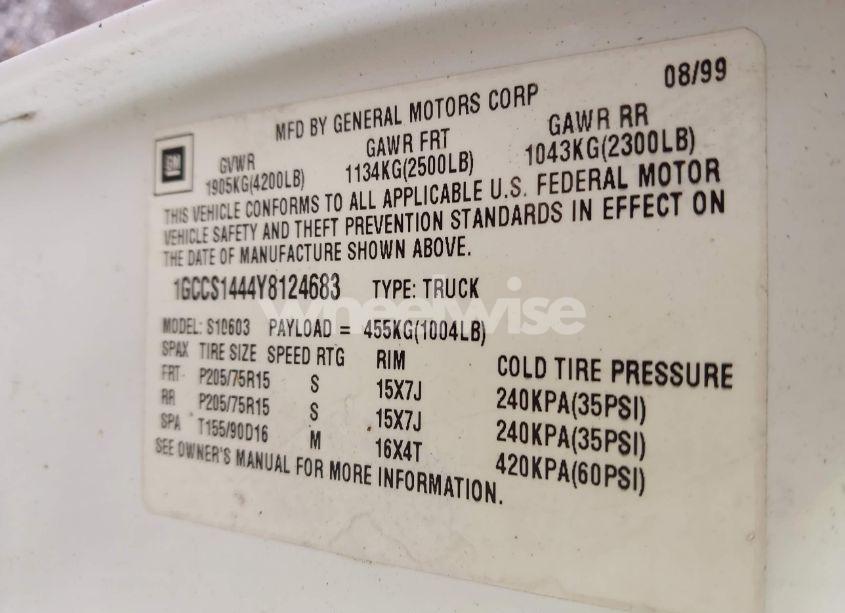 08/99
MFD BY GENERAL MOTORS CORP
GM GVWR GAWR FRT GAWR RR
1905KG(4200LB) 1134KG(2500LB) 1043KG(2300LB)
THIS VEHICLE CONFORMS TO ALL APPLICABLE U.S. FEDERAL MOTOR
VEHICLE SAFETY AND THEFT PREVENTION STANDARDS IN EFFECT ON
THE DATE OF MANUFACTURE SHOWN ABOVE.
1GCCS1444Y8124683 TYPE: TRUCK
wheelwise
MODEL: S10603 PAYLOAD = 455KG(1004LB)
SPAX TIRE SIZE SPEED RTG RIM COLD TIRE PRESSURE
FRT P205/75R15 S 15X7J 240KPA(35PSI)
RR P205/75R15 S 15X7J 240KPA(35PSI)
SPA T155/90D16 M 16X4T 420KPA(60PSI)
SEE OWNER'S MANUAL FOR MORE INFORMATION.